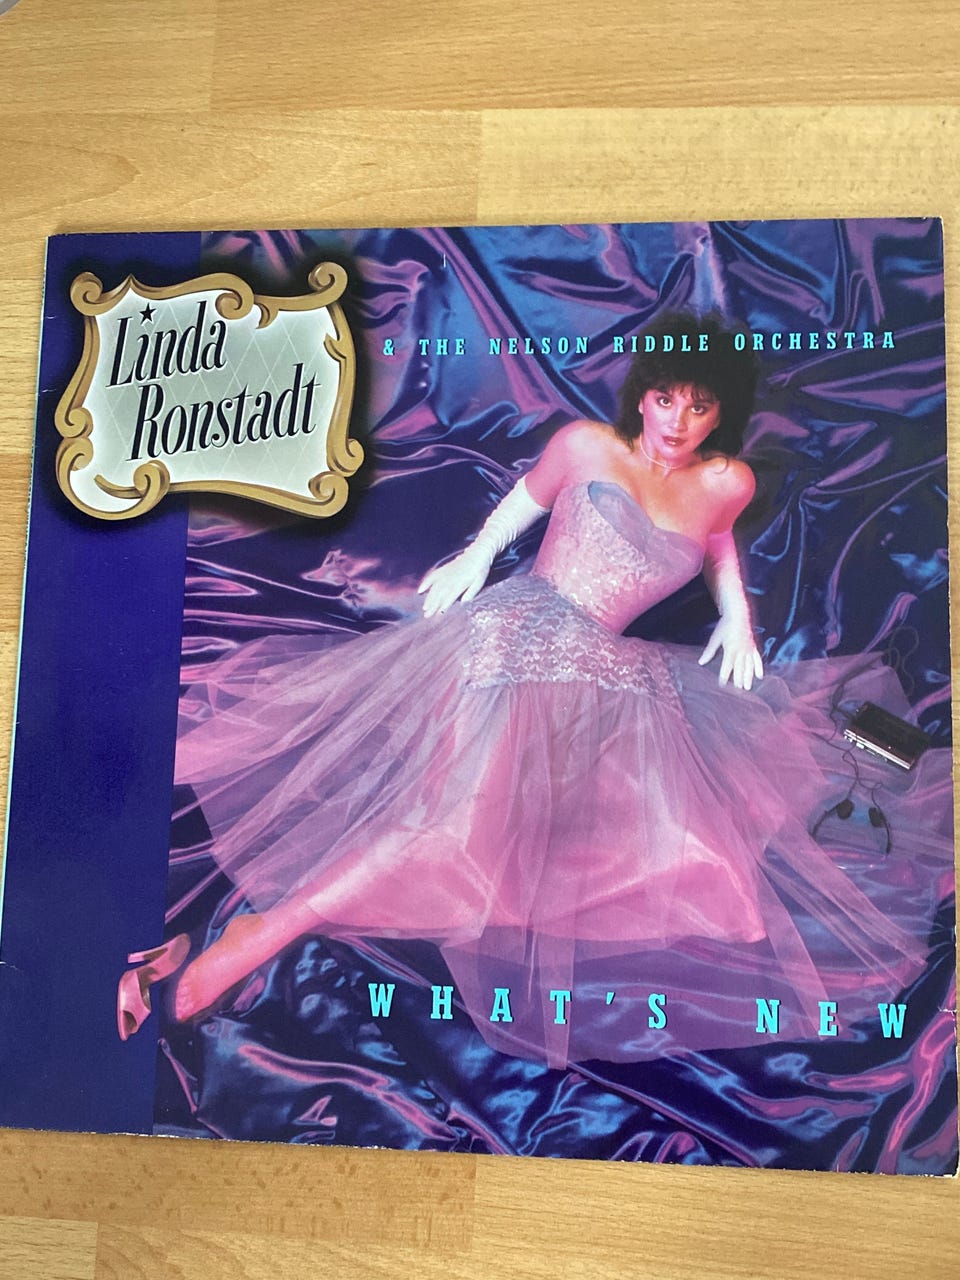 Linda
Ronstadt
& THE NELSON RIDDLE ORCHESTRA
WHAT'S NEW